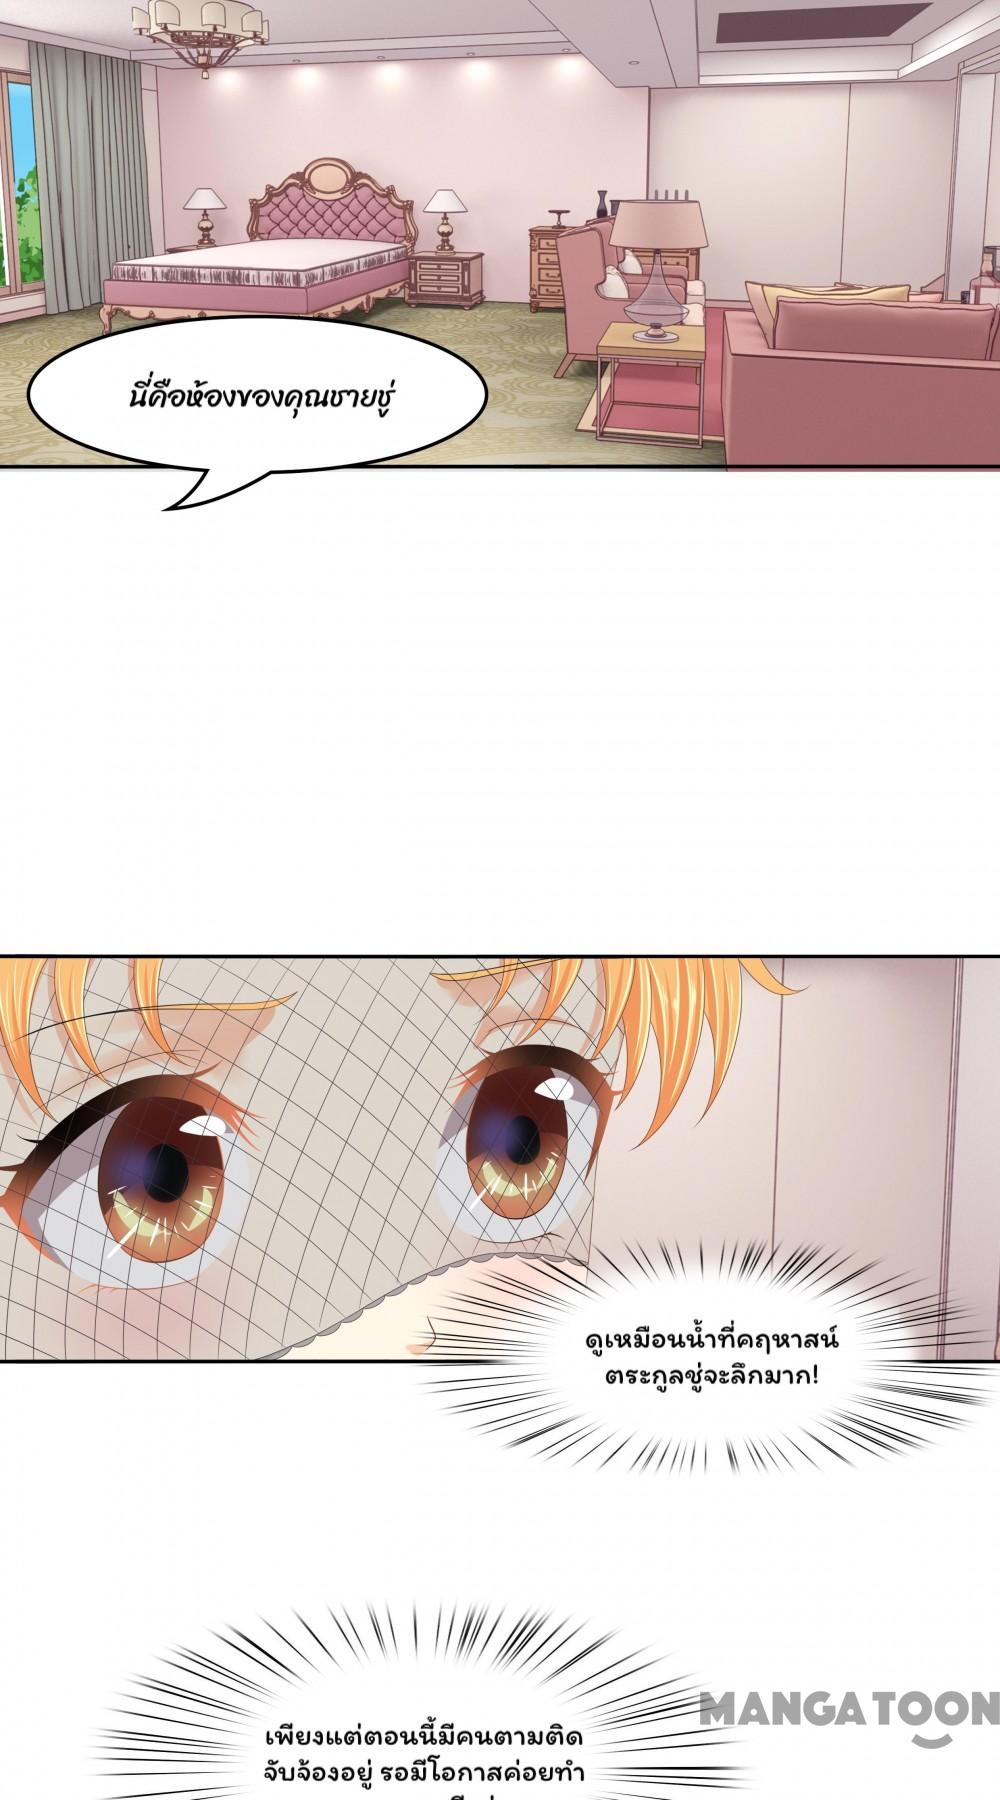 นี่คือห้องของคุณชายชู่
ดูเหมือนน้ำที่คฤหาสน์
ตระกูลชู่จะลึกมาก!
MANGATOON
เพียงแต่ตอนนี้มีคนตามติด
จับจ้องอยู่ รอมีโอกาสค่อยทำ